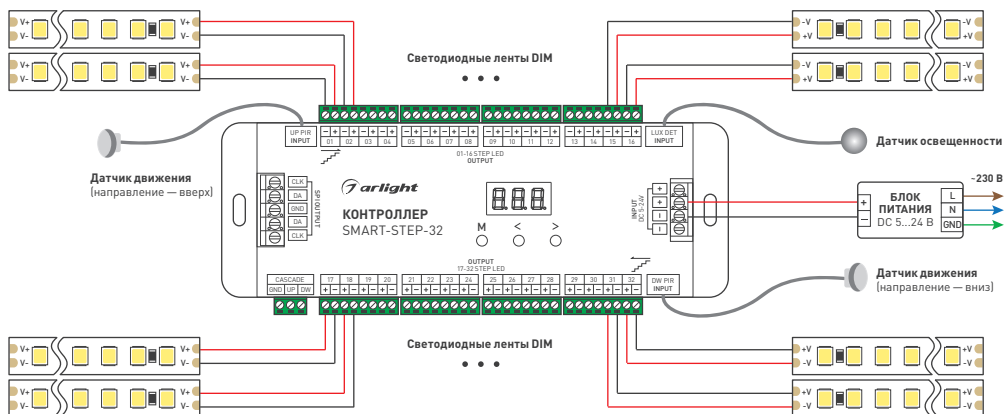 V+ V+
V- V-
V+ V+
V- V-
Светодиодные ленты DIM
• • •
-V -V
+V +V
-V -V
+V +V
UP PIR
INPUT
- + - + - + - +
01 02 03 04
- + - + - + - +
05 06 07 08
- + - + - + - +
09 10 11 12
- + - + - + - +
13 14 15 16
LUX DET
INPUT
01-16 STEP LED
OUTPUT
Датчик движения
(направление — вверх)
Датчик освещенности
CLK
DA
GND
DA
CLK
SPI OUTPUT
arlight
КОНТРОЛЛЕР
SMART-STEP-32
8.8.8.
M < >
INPUT
DC 5-24V
+
+
-
-
~230 В
+
-
БЛОК
ПИТАНИЯ
DC 5...24 В
L
N
GND
OUTPUT
17-32 STEP LED
CASCADE
GND UP DW
17 18 19 20
+ - + - + - + -
21 22 23 24
+ - + - + - + -
25 26 27 28
+ - + - + - + -
29 30 31 32
+ - + - + - + -
DW PIR
INPUT
Датчик движения
(направление — вниз)
V+ V+
V- V-
V+ V+
V- V-
Светодиодные ленты DIM
• • •
+V +V
-V -V
+V +V
-V -V